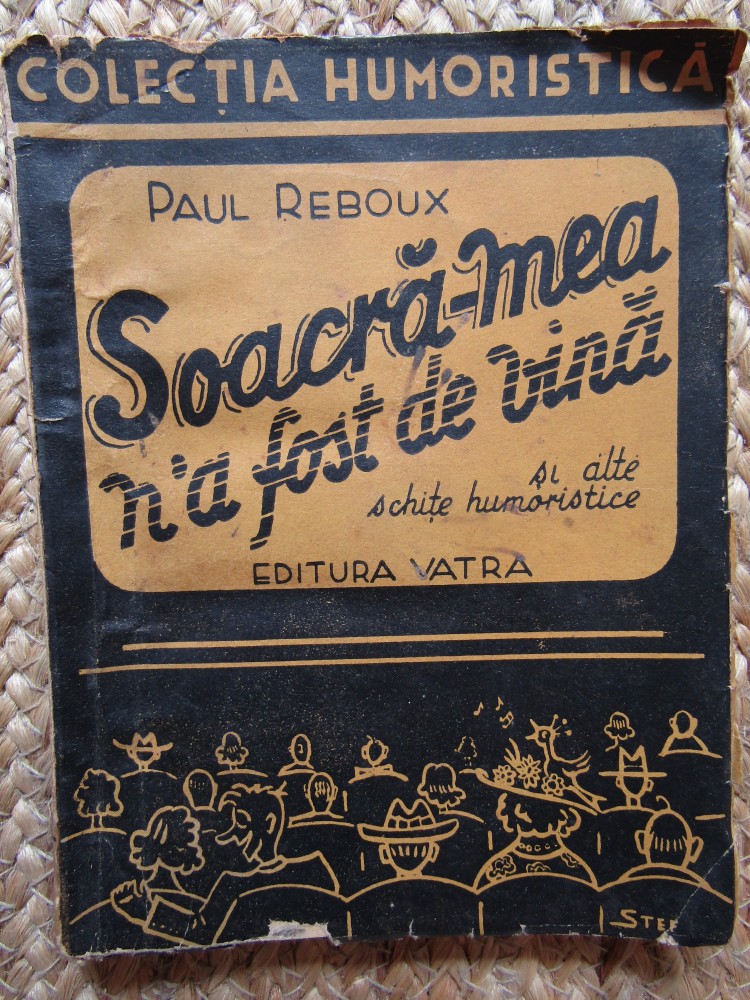 COLECȚIA HUMORISTICĂ
PAUL REBOUX
Soacră-mea
n'a fost de vină
și alte
schițe humoristice
EDITURA VATRA
STEF